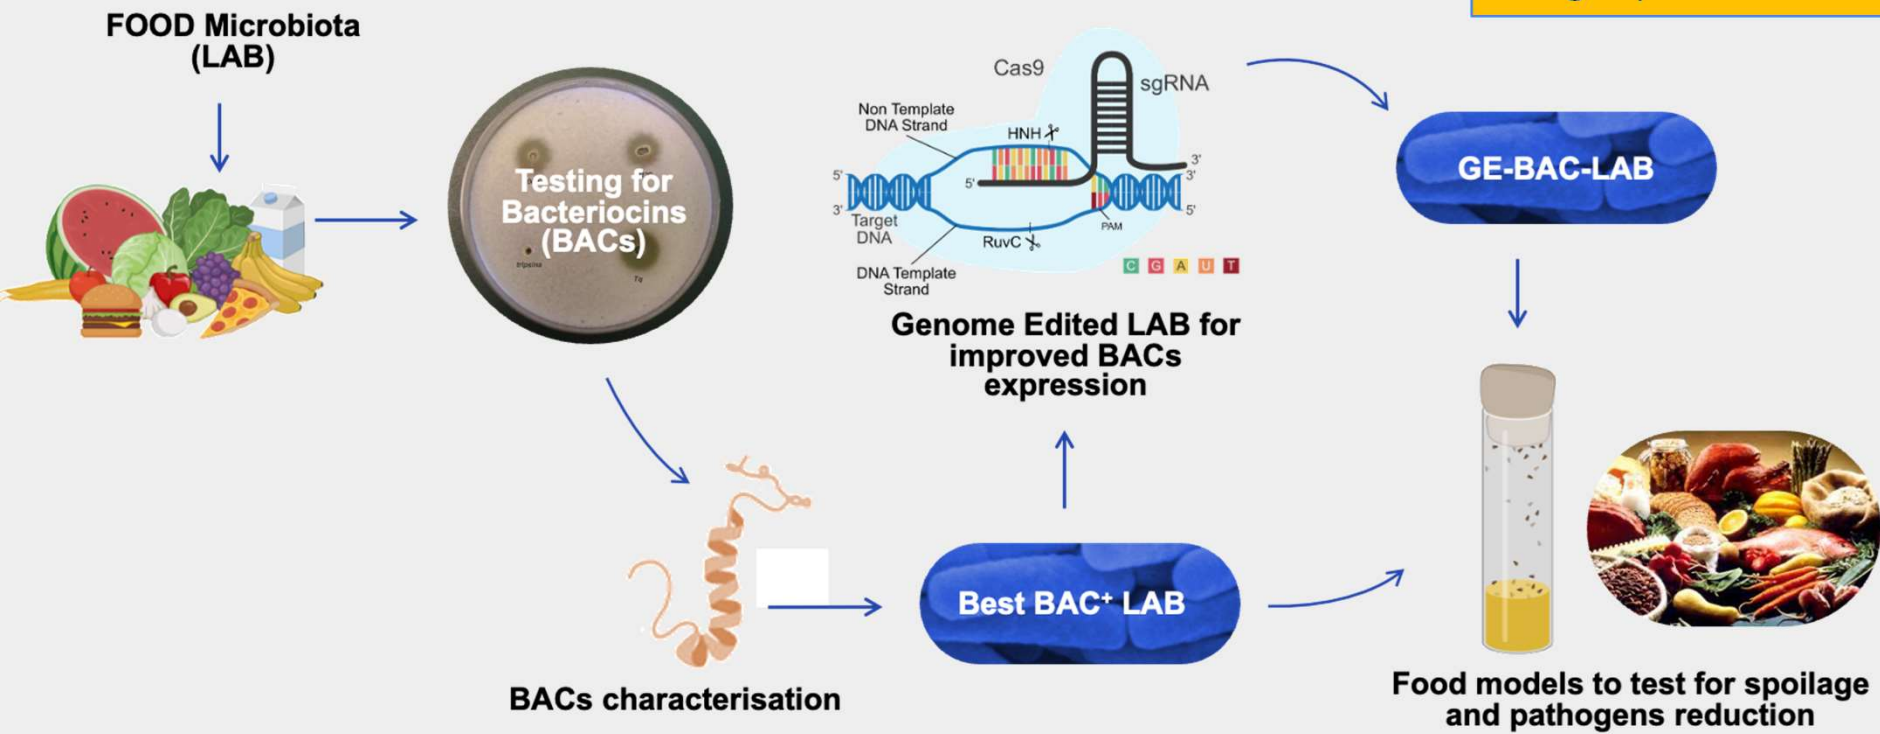 FOOD Microbiota
(LAB)
Testing for
Bacteriocins
(BACs)
BACs characterisation
Best BAC⁺ LAB
Cas9
sgRNA
Non Template
DNA Strand
HNH
5'
3'
5'
3'
3'
5'
Target
DNA
PAM
RuvC
DNA Template
Strand
C G A U T
Genome Edited LAB for
improved BACs
expression
GE-BAC-LAB
Food models to test for spoilage
and pathogens reduction